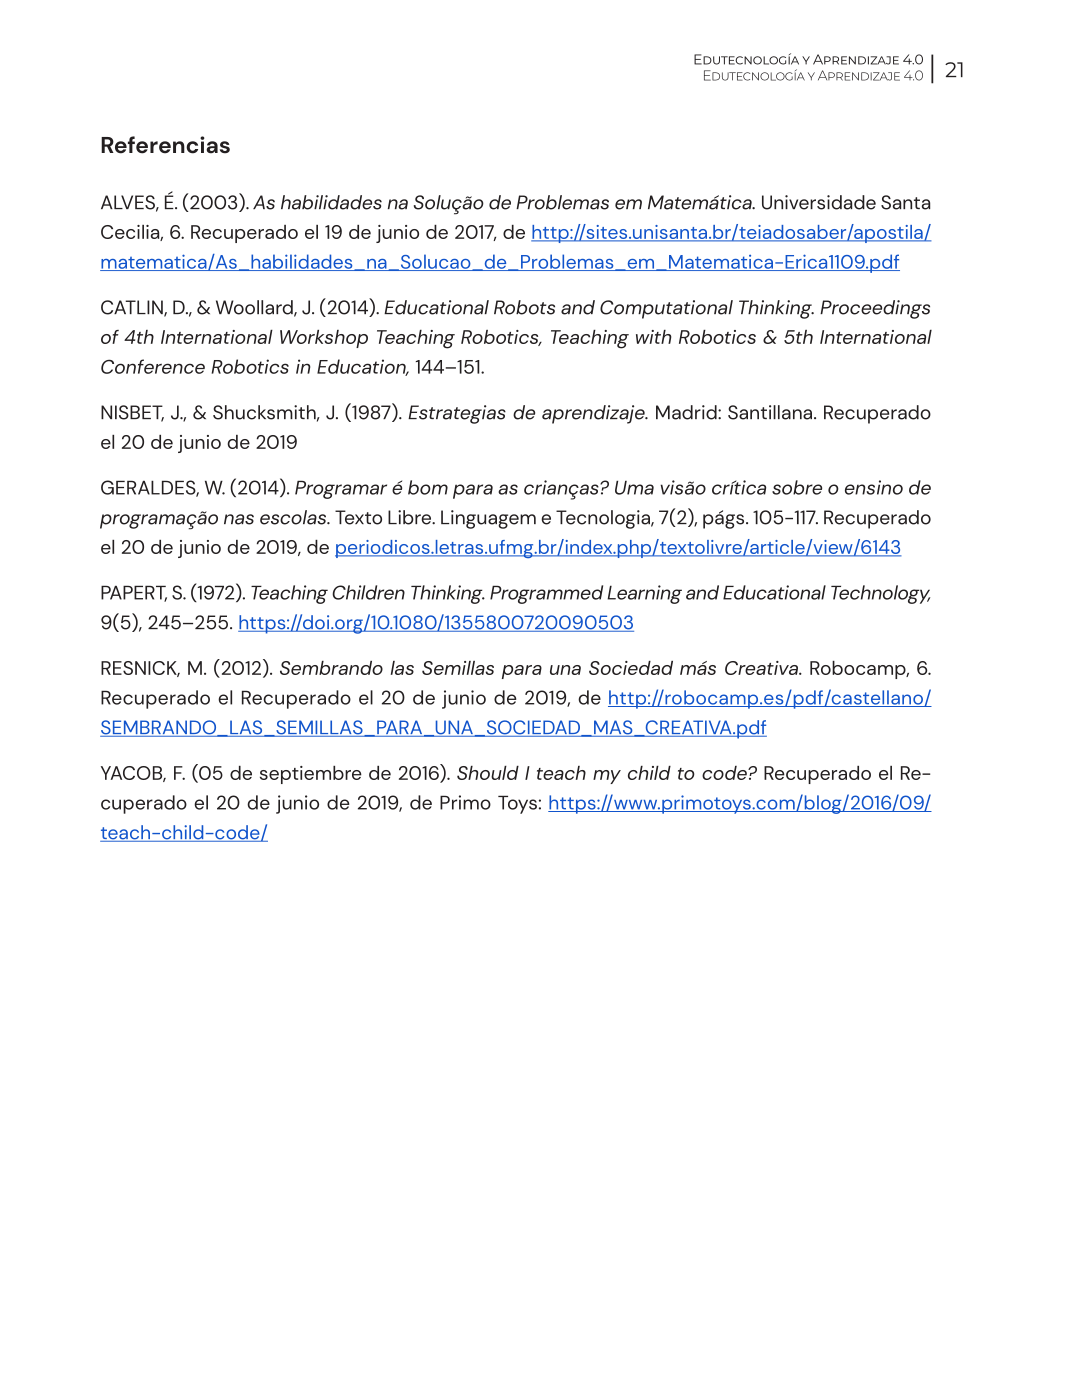 Edutecnología y Aprendizaje 4.0
Edutecnología y Aprendizaje 4.0
21
Referencias
ALVES, É. (2003). As habilidades na Solução de Problemas em Matemática. Universidade Santa
Cecilia, 6. Recuperado el 19 de junio de 2017, de http://sites.unisanta.br/teiadosaber/apostila/
matematica/As_habilidades_na_Solucao_de_Problemas_em_Matematica-Erica1109.pdf
CATLIN, D., & Woollard, J. (2014). Educational Robots and Computational Thinking. Proceedings
of 4th International Workshop Teaching Robotics, Teaching with Robotics & 5th International
Conference Robotics in Education, 144–151.
NISBET, J., & Shucksmith, J. (1987). Estrategias de aprendizaje. Madrid: Santillana. Recuperado
el 20 de junio de 2019
GERALDES, W. (2014). Programar é bom para as crianças? Uma visão crítica sobre o ensino de
programação nas escolas. Texto Libre. Linguagem e Tecnologia, 7(2), págs. 105-117. Recuperado
el 20 de junio de 2019, de periodicos.letras.ufmg.br/index.php/textolivre/article/view/6143
PAPERT, S. (1972). Teaching Children Thinking. Programmed Learning and Educational Technology,
9(5), 245–255. https://doi.org/10.1080/1355800720090503
RESNICK, M. (2012). Sembrando las Semillas para una Sociedad más Creativa. Robocamp, 6.
Recuperado el Recuperado el 20 de junio de 2019, de http://robocamp.es/pdf/castellano/
SEMBRANDO_LAS_SEMILLAS_PARA_UNA_SOCIEDAD_MAS_CREATIVA.pdf
YACOB, F. (05 de septiembre de 2016). Should I teach my child to code? Recuperado el Re-
cuperado el 20 de junio de 2019, de Primo Toys: https://www.primotoys.com/blog/2016/09/
teach-child-code/